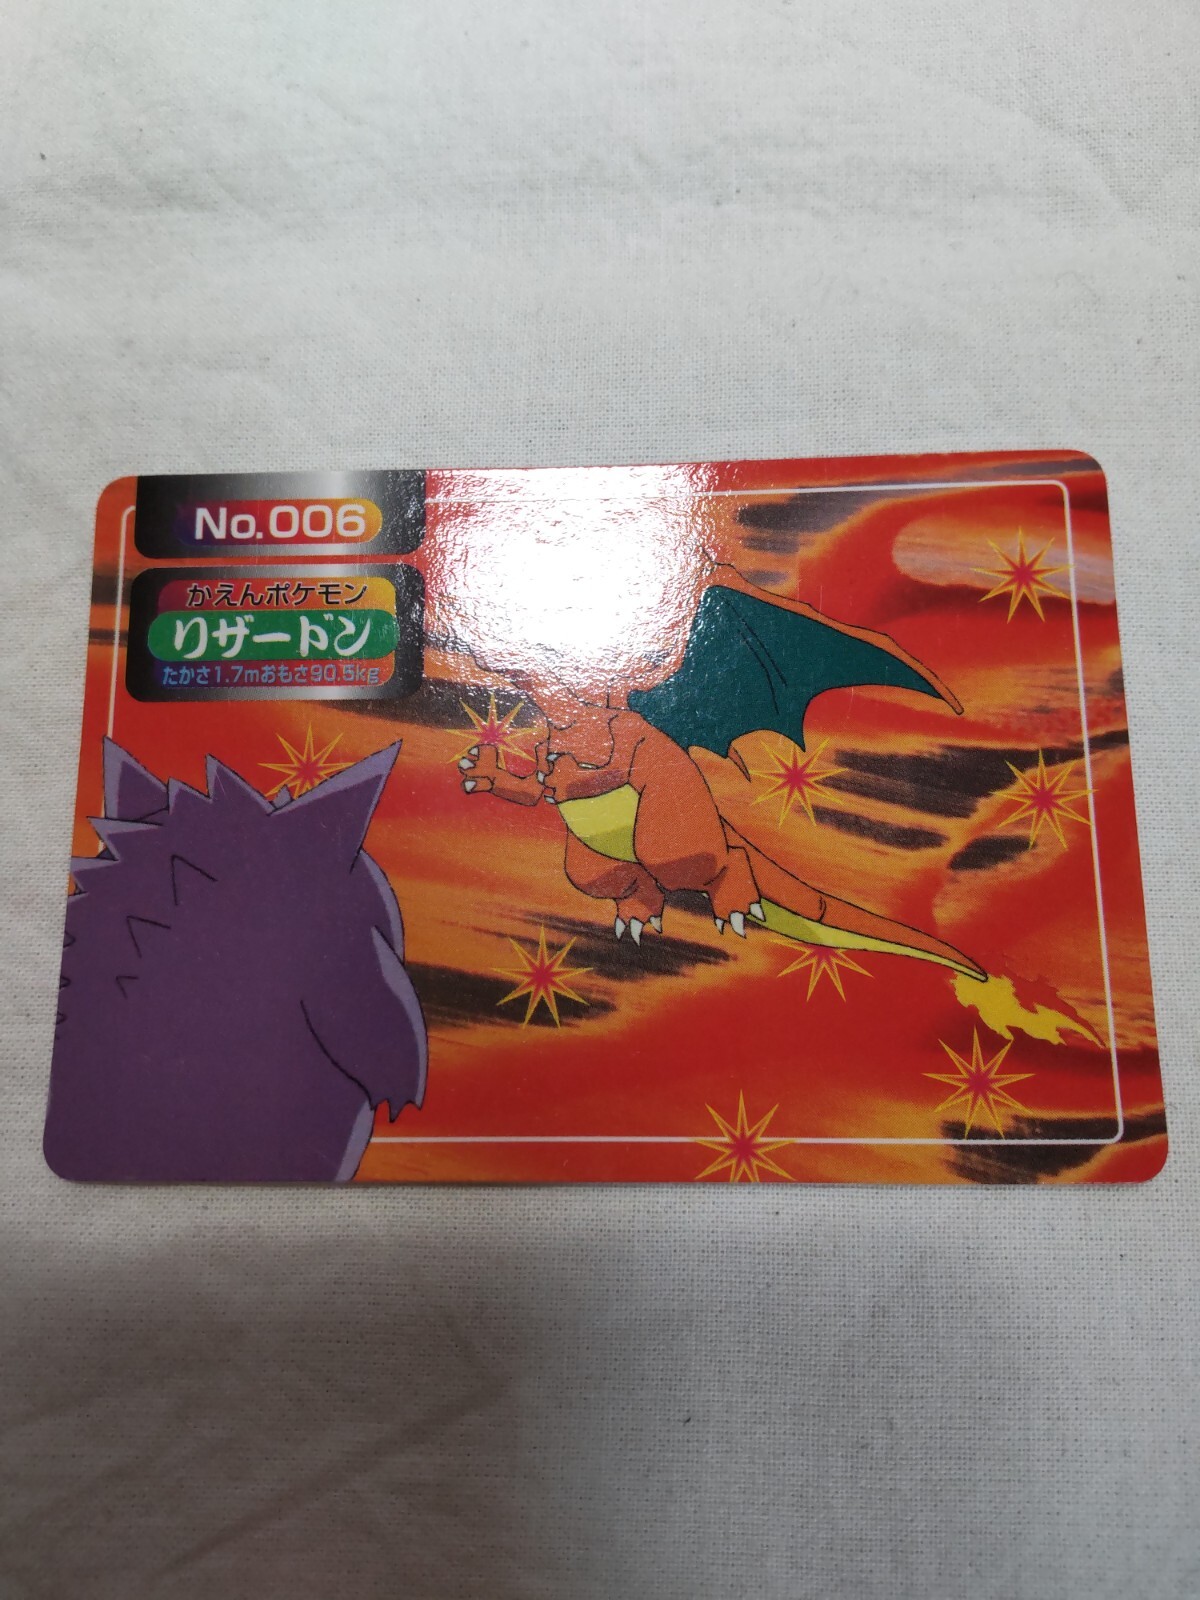 No.006
かえんポケモン
リザードン
たかさ1.7mおもさ90.5kg